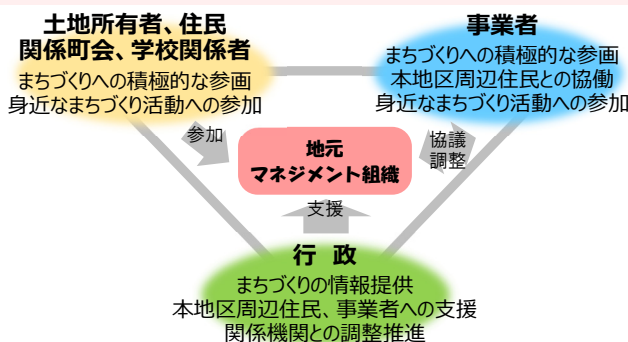 土地所有者、住民
関係町会、学校関係者
まちづくりへの積極的な参画
身近なまちづくり活動への参加
事業者
まちづくりへの積極的な参画
本地区周辺住民との協働
身近なまちづくり活動への参加
参加
地元
マネジメント組織
協議
調整
支援
行 政
まちづくりの情報提供
本地区周辺住民、事業者への支援
関係機関との調整推進